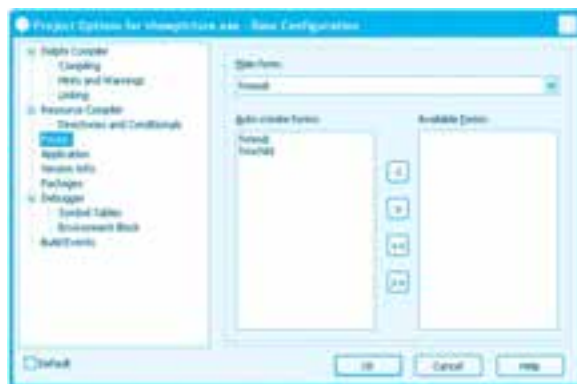 Project Options for showpicture.exe - Base Configuration
Delphi Compiler
Compiling
Hints and Warnings
Linking
Resource Compiler
Directories and Conditionals
Forms
Application
Version Info
Packages
Debugger
Symbol Tables
Environment Block
Build Events
Main form:
Auto-create forms:
Available forms:
<
>
<<
>>
Default
OK
Cancel
Help